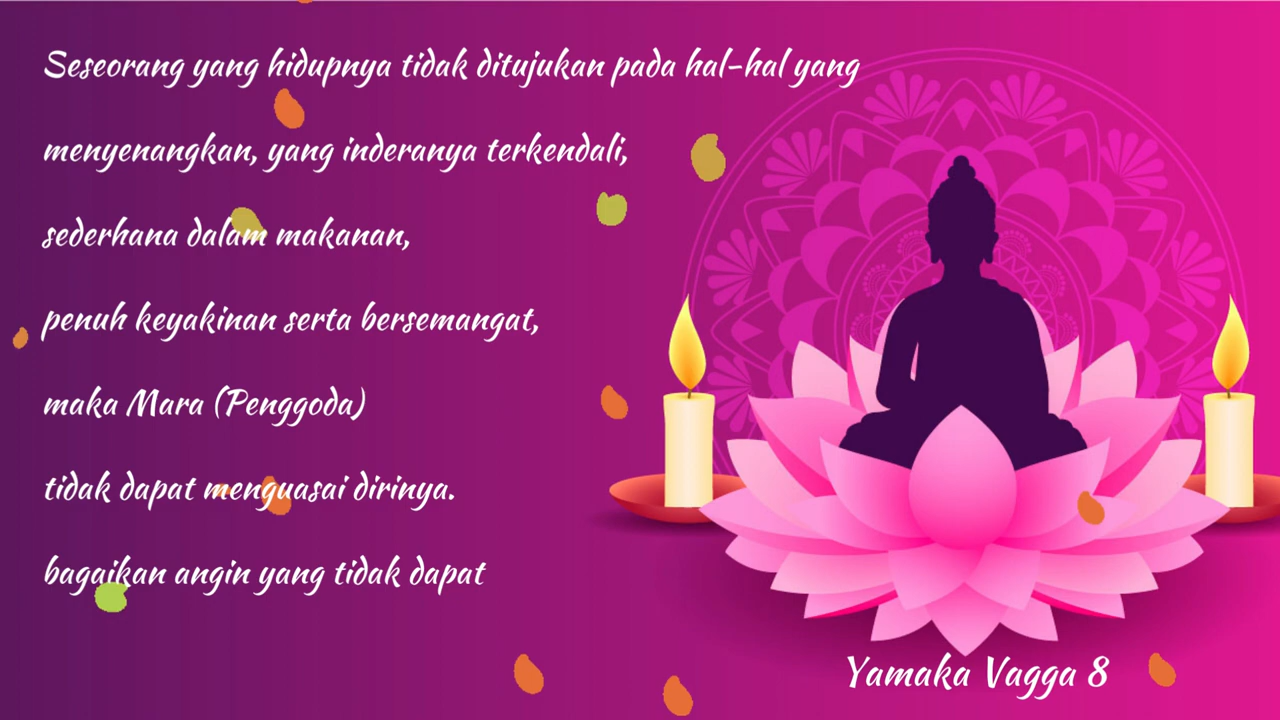 Seseorang yang hidupnya tidak ditujukan pada hal-hal yang
menyenangkan, yang inderanya terkendali,
sederhana dalam makanan,
penuh keyakinan serta bersemangat,
maka Mara (Penggoda)
tidak dapat menguasai dirinya.
bagaikan angin yang tidak dapat
Yamaka Vagga 8